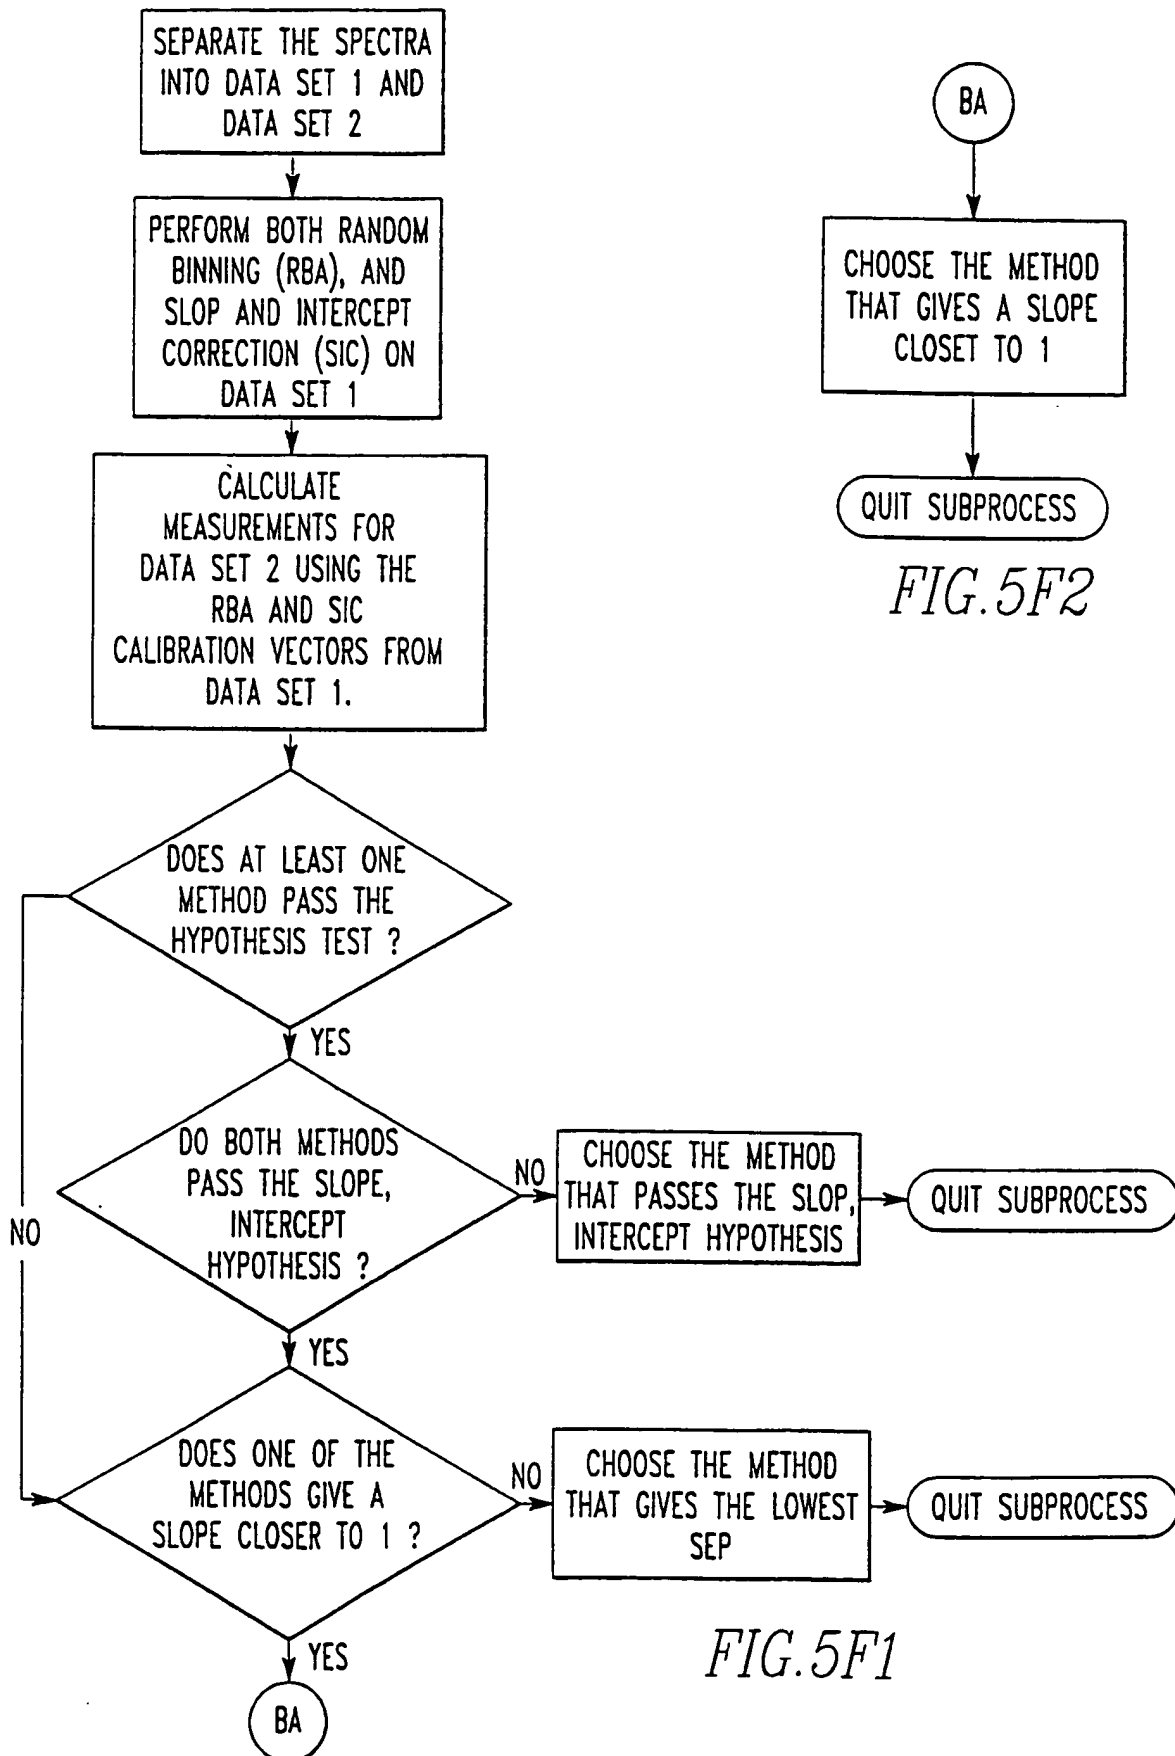 SEPARATE THE SPECTRA
INTO DATA SET 1 AND
DATA SET 2
PERFORM BOTH RANDOM
BINNING (RBA), AND
SLOP AND INTERCEPT
CORRECTION (SIC) ON
DATA SET 1
CALCULATE
MEASUREMENTS FOR
DATA SET 2 USING THE
RBA AND SIC
CALIBRATION VECTORS FROM
DATA SET 1.
DOES AT LEAST ONE
METHOD PASS THE
HYPOTHESIS TEST ?
NO
YES
DO BOTH METHODS
PASS THE SLOPE,
INTERCEPT
HYPOTHESIS ?
NO
CHOOSE THE METHOD
THAT PASSES THE SLOP,
INTERCEPT HYPOTHESIS
QUIT SUBPROCESS
YES
DOES ONE OF THE
METHODS GIVE A
SLOPE CLOSER TO 1 ?
NO
CHOOSE THE METHOD
THAT GIVES THE LOWEST
SEP
QUIT SUBPROCESS
YES
BA
FIG.5F1
BA
CHOOSE THE METHOD
THAT GIVES A SLOPE
CLOSET TO 1
QUIT SUBPROCESS
FIG.5F2